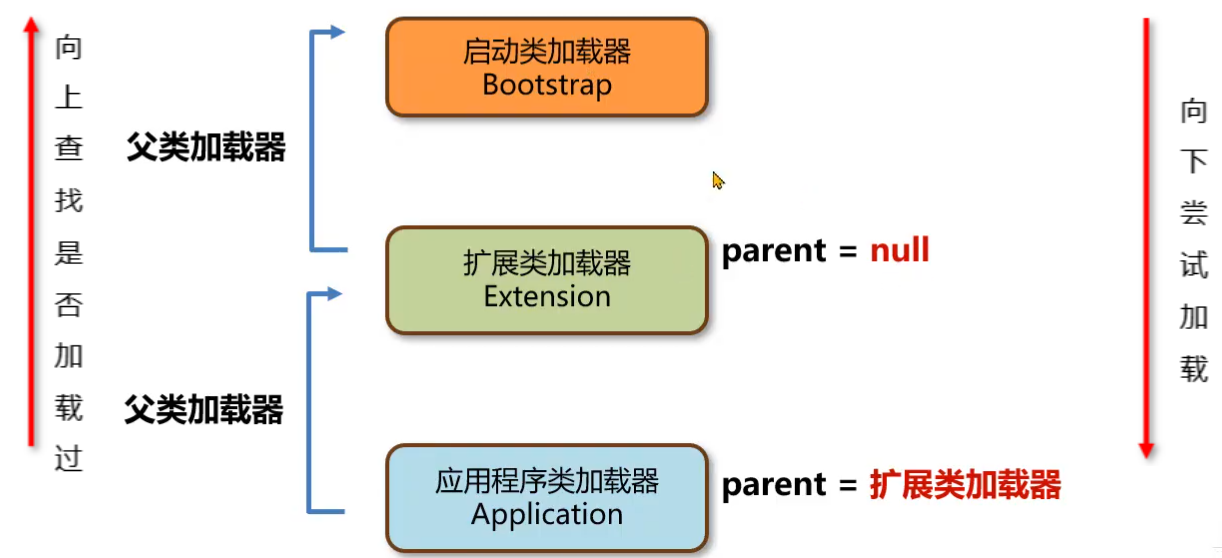 启动类加载器
Bootstrap
父类加载器
扩展类加载器
Extension
parent = null
父类加载器
应用程序类加载器
Application
parent = 扩展类加载器
向上查找是否加载过
向下尝试加载